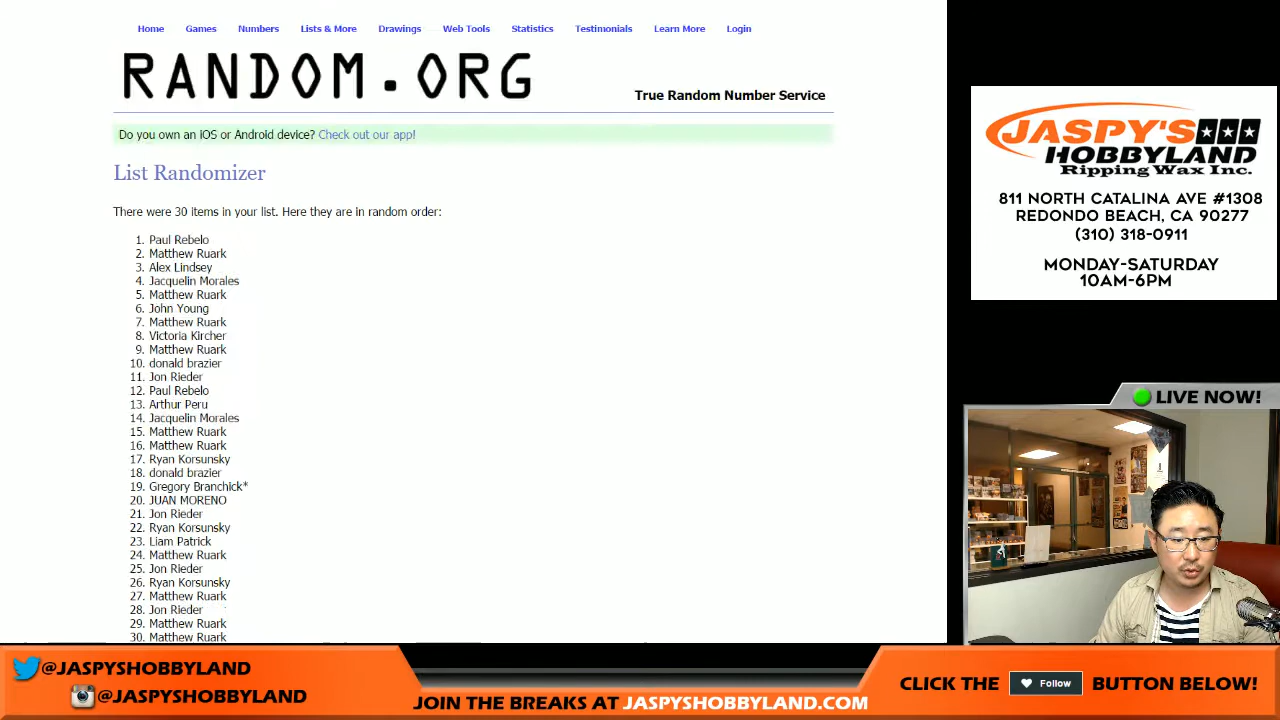 Home Games Numbers Lists & More Drawings Web Tools Statistics Testimonials Learn More Login
RANDOM.ORG
True Random Number Service
Do you own an iOS or Android device? Check out our app!
List Randomizer
There were 30 items in your list. Here they are in random order:
1. Paul Rebelo
2. Matthew Ruark
3. Alex Lindsey
4. Jacquelin Morales
5. Matthew Ruark
6. John Young
7. Matthew Ruark
8. Victoria Kircher
9. Matthew Ruark
10. donald brazier
11. Jon Rieder
12. Paul Rebelo
13. Arthur Peru
14. Jacquelin Morales
15. Matthew Ruark
16. Matthew Ruark
17. Ryan Korsunsky
18. donald brazier
19. Gregory Branchick*
20. JUAN MORENO
21. Jon Rieder
22. Ryan Korsunsky
23. Liam Patrick
24. Matthew Ruark
25. Jon Rieder
26. Ryan Korsunsky
27. Matthew Ruark
28. Jon Rieder
29. Matthew Ruark
30. Matthew Ruark
JASPY'S
HOBBYLAND
Ripping Wax Inc.
811 NORTH CATALINA AVE #1308
REDONDO BEACH, CA 90277
(310) 318-0911
MONDAY-SATURDAY
10AM-6PM
LIVE NOW!
@JASPYSHOBBYLAND
@JASPYSHOBBYLAND
JOIN THE BREAKS AT JASPYSHOBBYLAND.COM
CLICK THE Follow BUTTON BELOW!